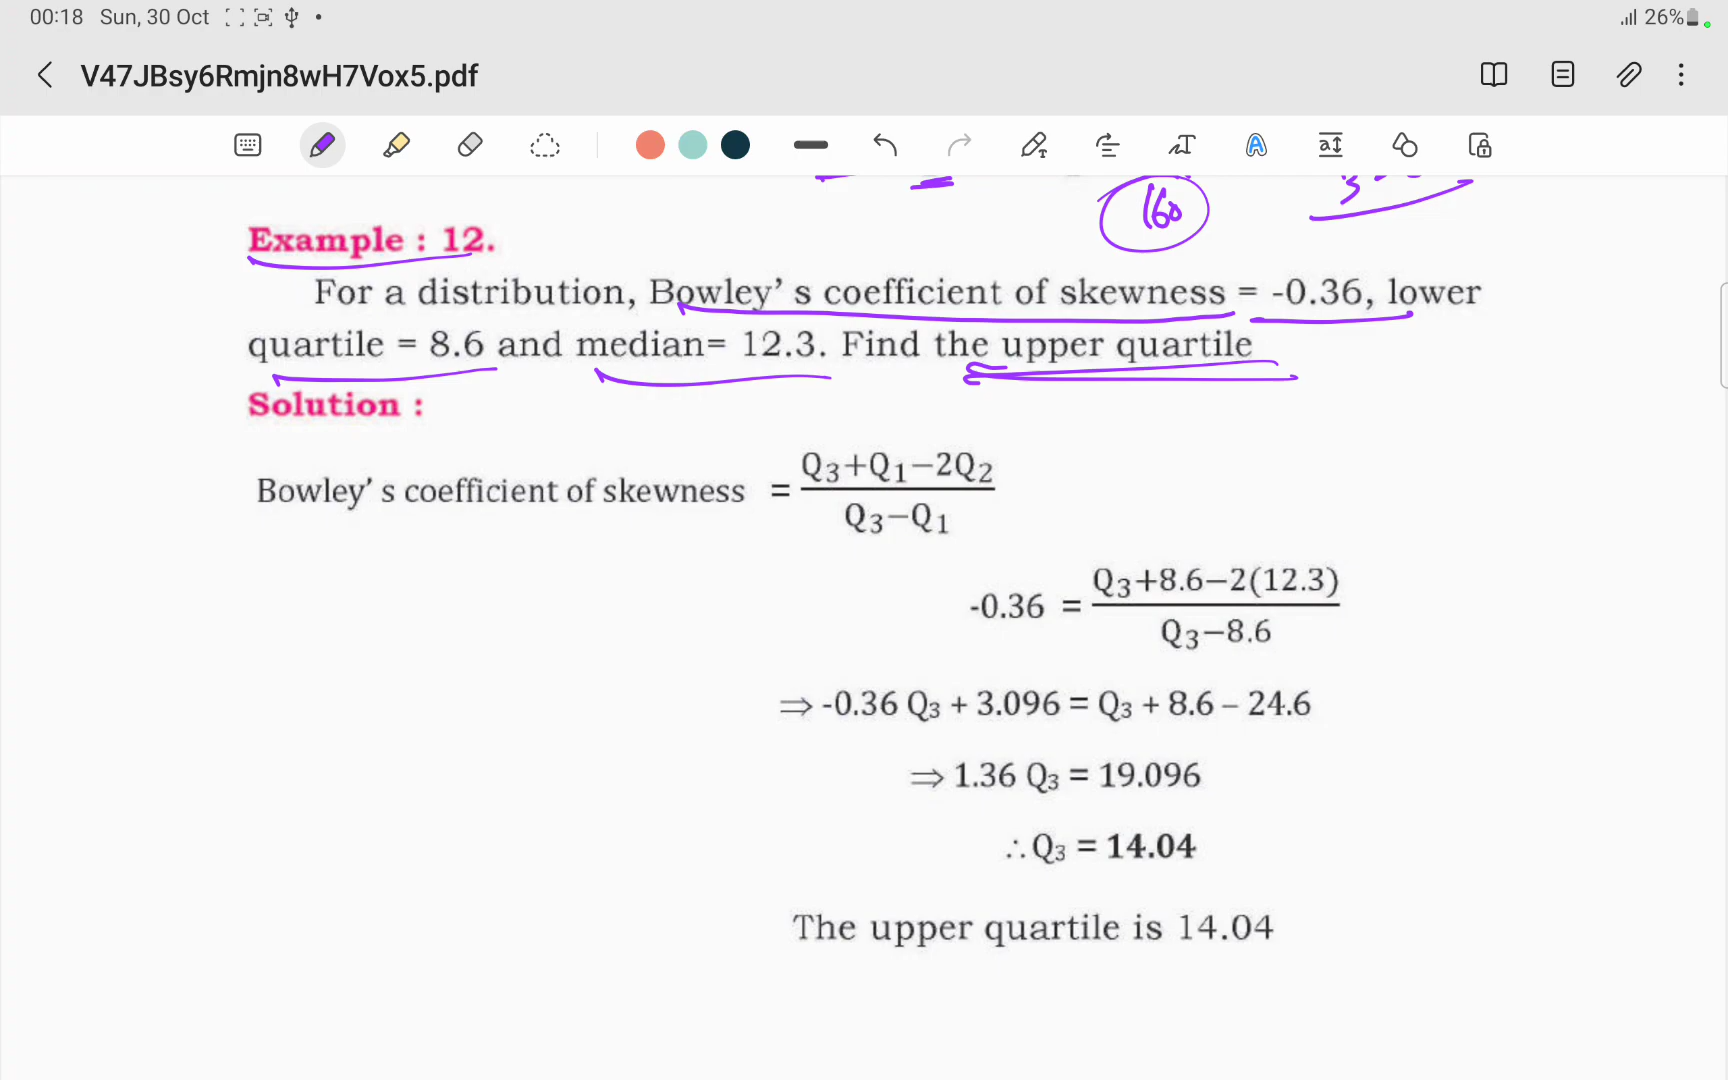 00:18 Sun, 30 Oct
26%
V47JBsy6Rmjn8wH7Vox5.pdf
160
Example : 12.
For a distribution, Bowley’ s coefficient of skewness = -0.36, lower
quartile = 8.6 and median= 12.3. Find the upper quartile
Solution :
Bowley’ s coefficient of skewness = Q₃+Q₁−2Q₂
Q₃−Q₁
-0.36 = Q₃+8.6−2(12.3)
Q₃−8.6
⇒ -0.36 Q₃ + 3.096 = Q₃ + 8.6 – 24.6
⇒ 1.36 Q₃ = 19.096
∴ Q₃ = 14.04
The upper quartile is 14.04